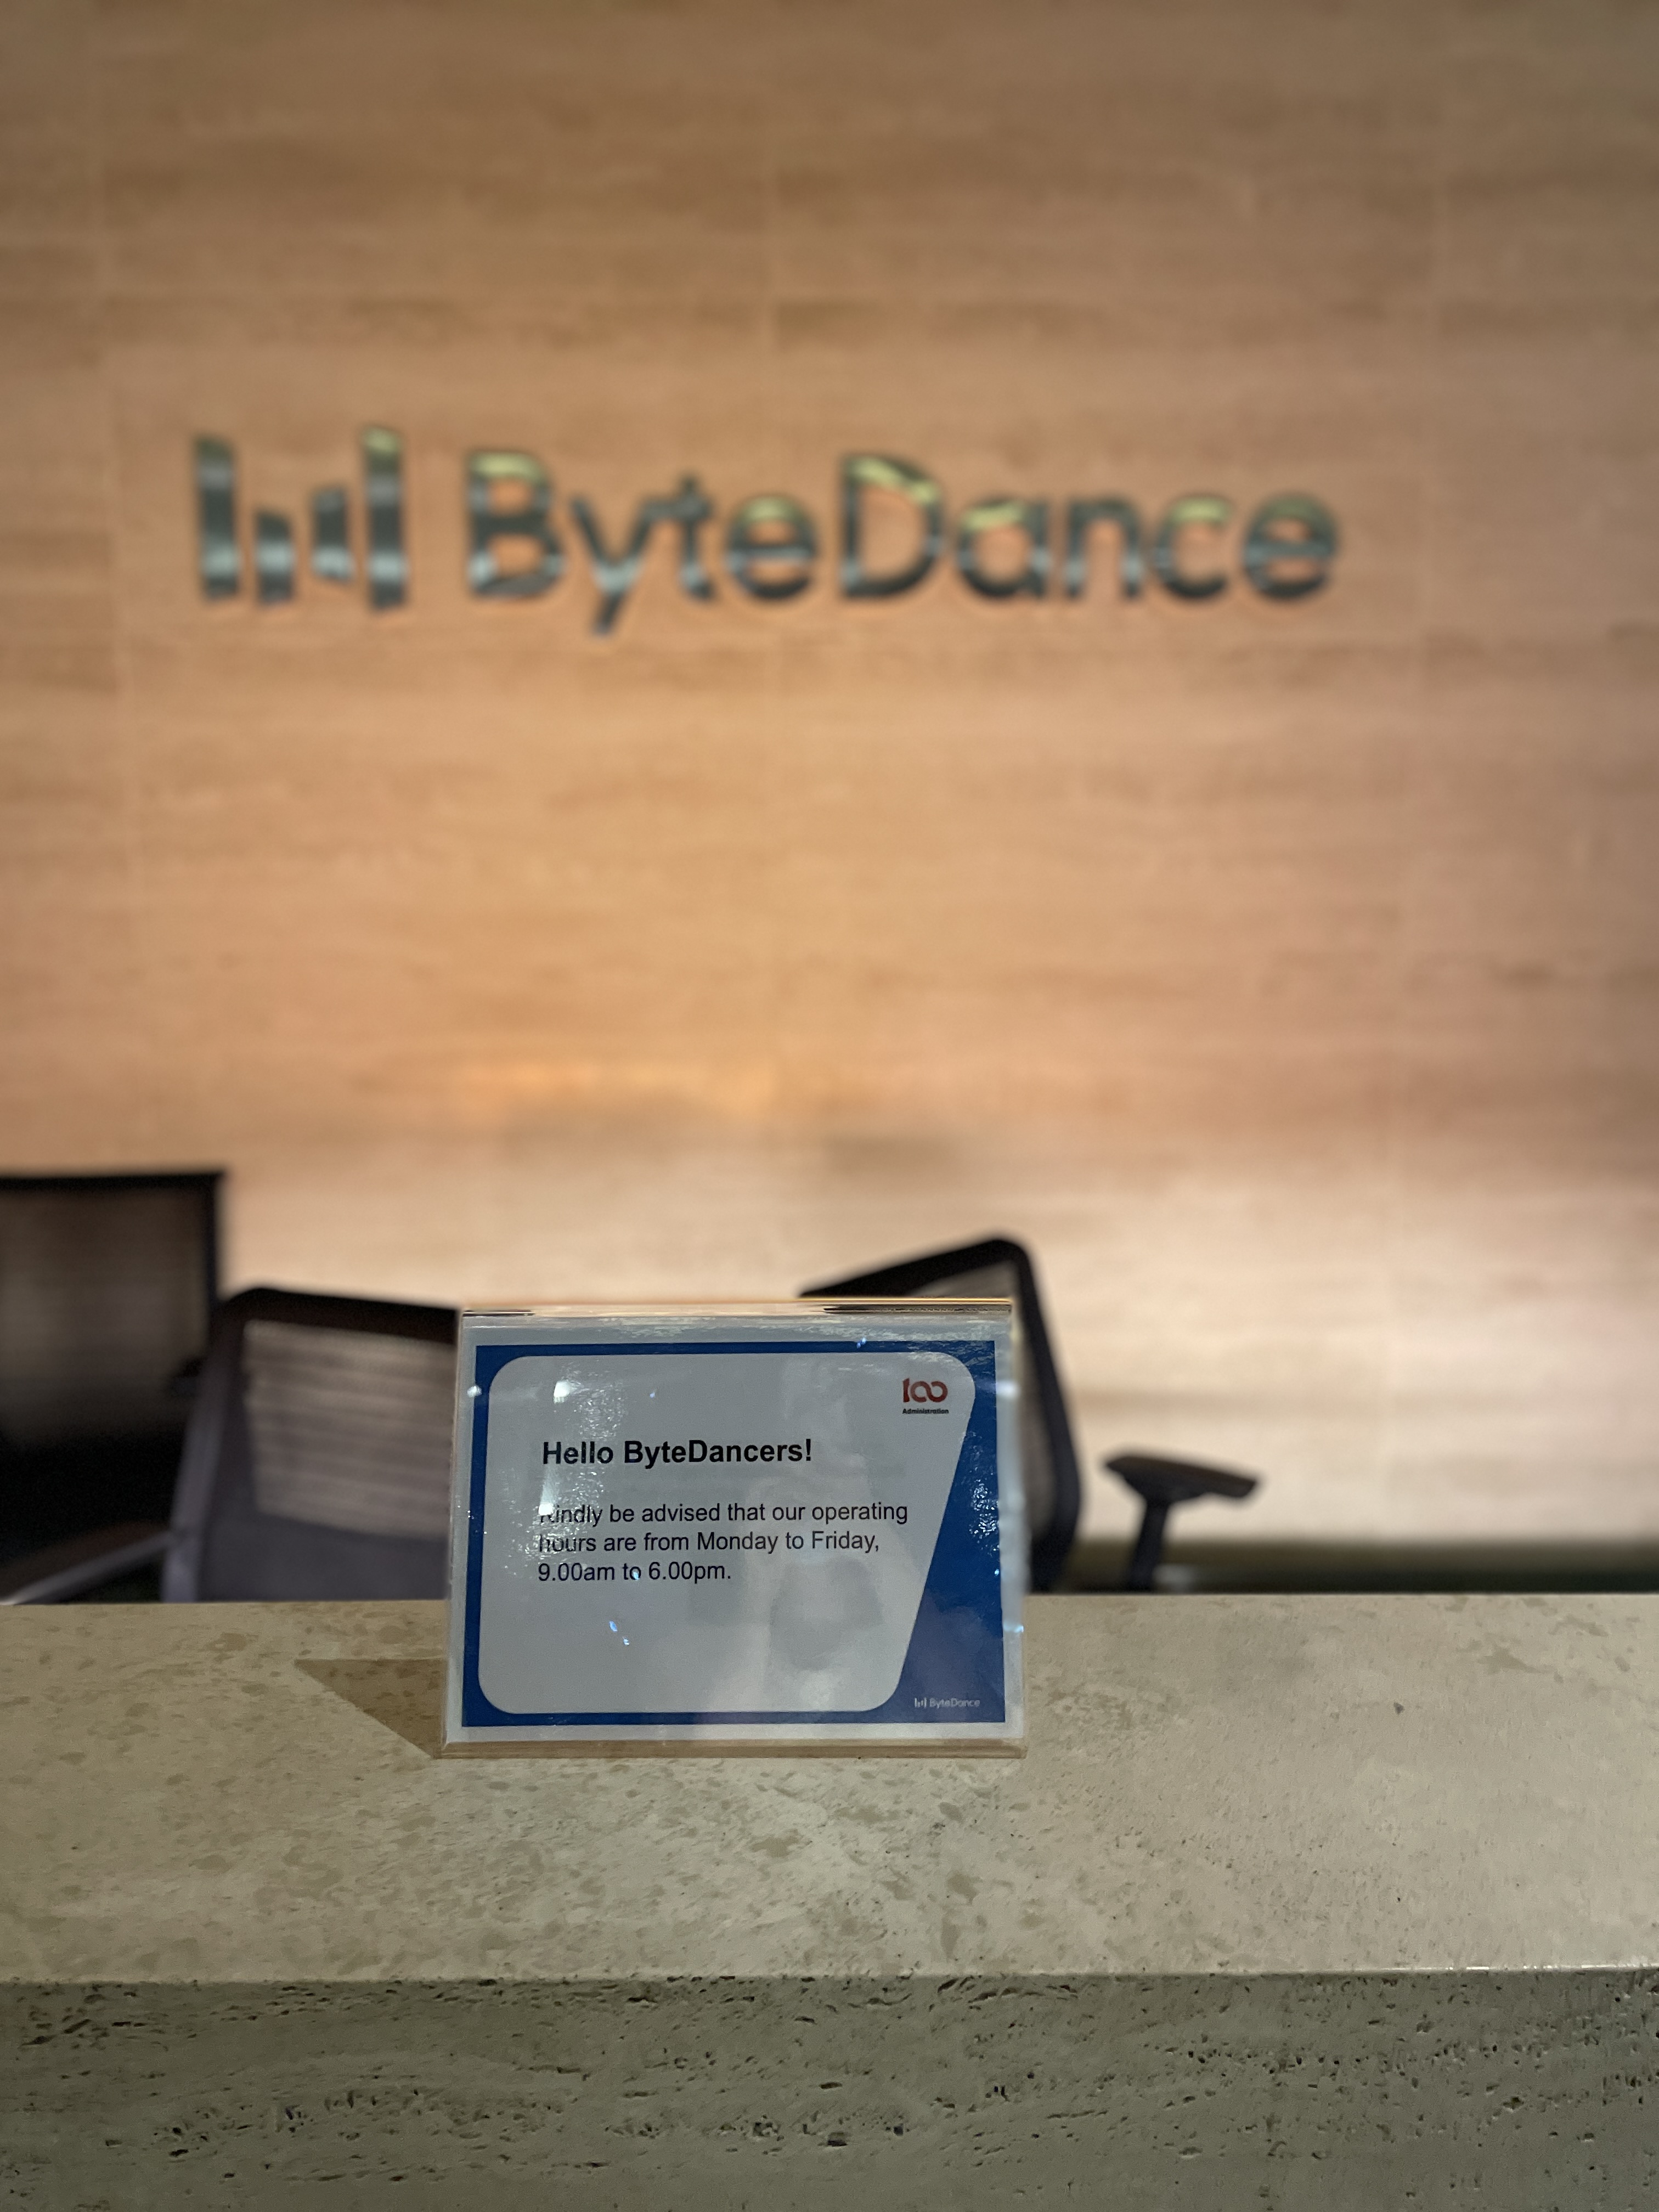 ByteDance
100
Administration
Hello ByteDancers!
Kindly be advised that our operating
hours are from Monday to Friday,
9.00am to 6.00pm.
ByteDance